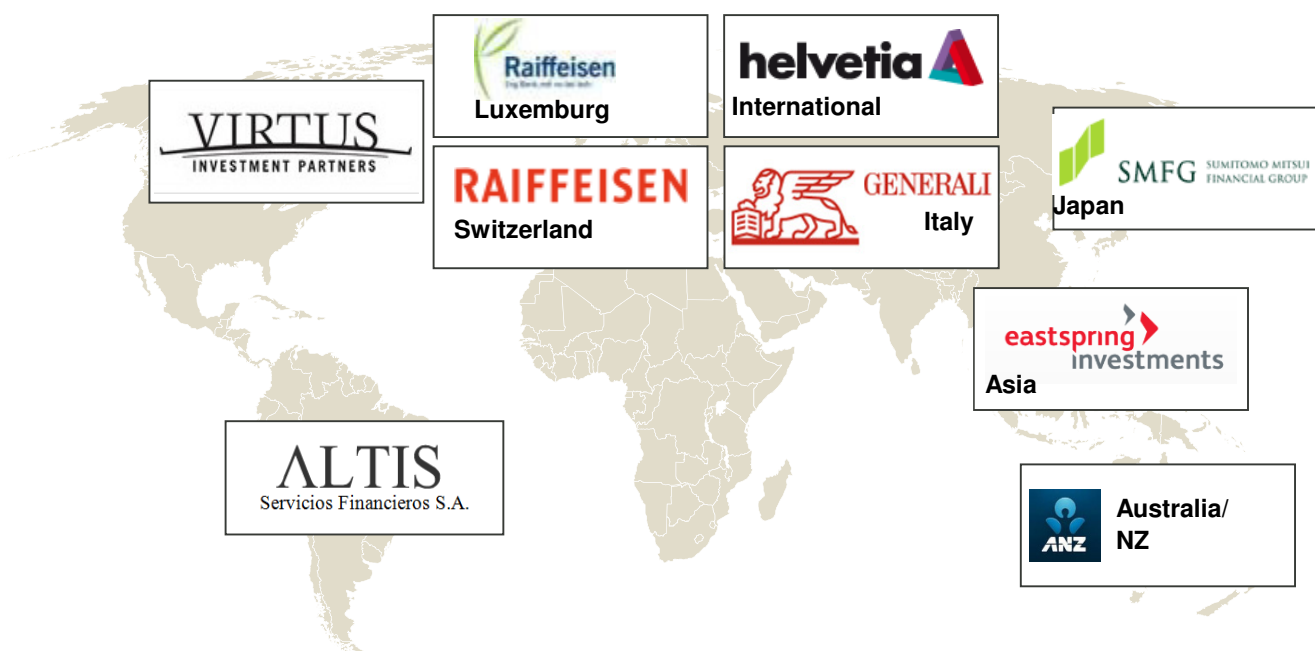 VIRTUS
INVESTMENT PARTNERS
Raiffeisen
Luxemburg
helvetia
International
RAIFFEISEN
Switzerland
GENERALI
Italy
SMFG SUMITOMO MITSUI
FINANCIAL GROUP
Japan
eastspring
investments
Asia
ALTIS
Servicios Financieros S.A.
ANZ
Australia/
NZ